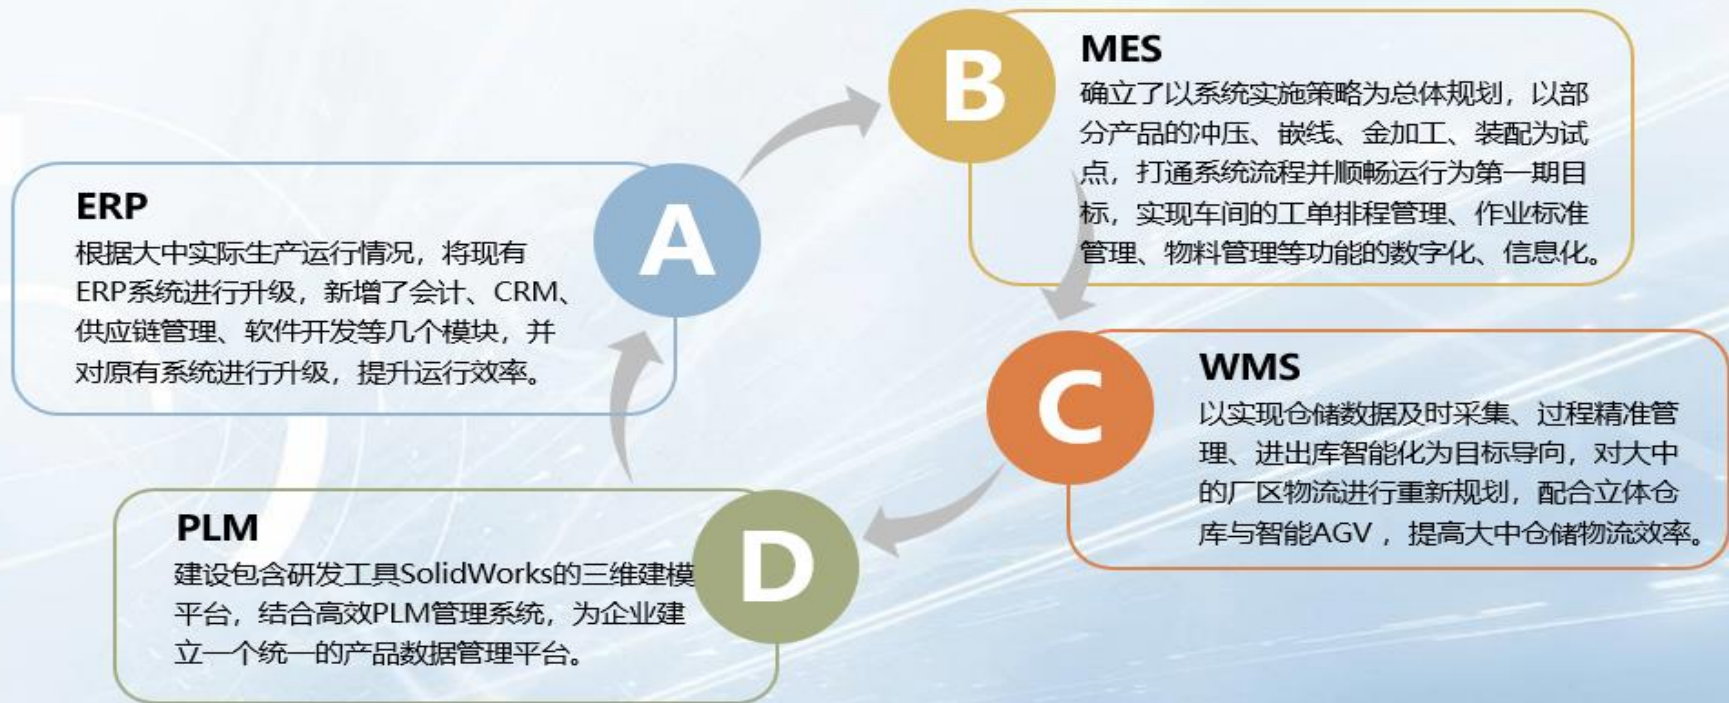 A
ERP
根据大中实际生产运行情况，将现有
ERP系统进行升级，新增了会计、CRM、
供应链管理、软件开发等几个模块，并
对原有系统进行升级，提升运行效率。
B
MES
确立了以系统实施策略为总体规划，以部
分产品的冲压、嵌线、金加工、装配为试
点，打通系统流程并顺畅运行为第一期目
标，实现车间的工单排程管理、作业标准
管理、物料管理等功能的数字化、信息化。
C
WMS
以实现仓储数据及时采集、过程精准管
理、进出库智能化为目标导向，对大中
的厂区物流进行重新规划，配合立体仓
库与智能AGV ，提高大中仓储物流效率。
D
PLM
建设包含研发工具SolidWorks的三维建模
平台，结合高效PLM管理系统，为企业建
立一个统一的产品数据管理平台。